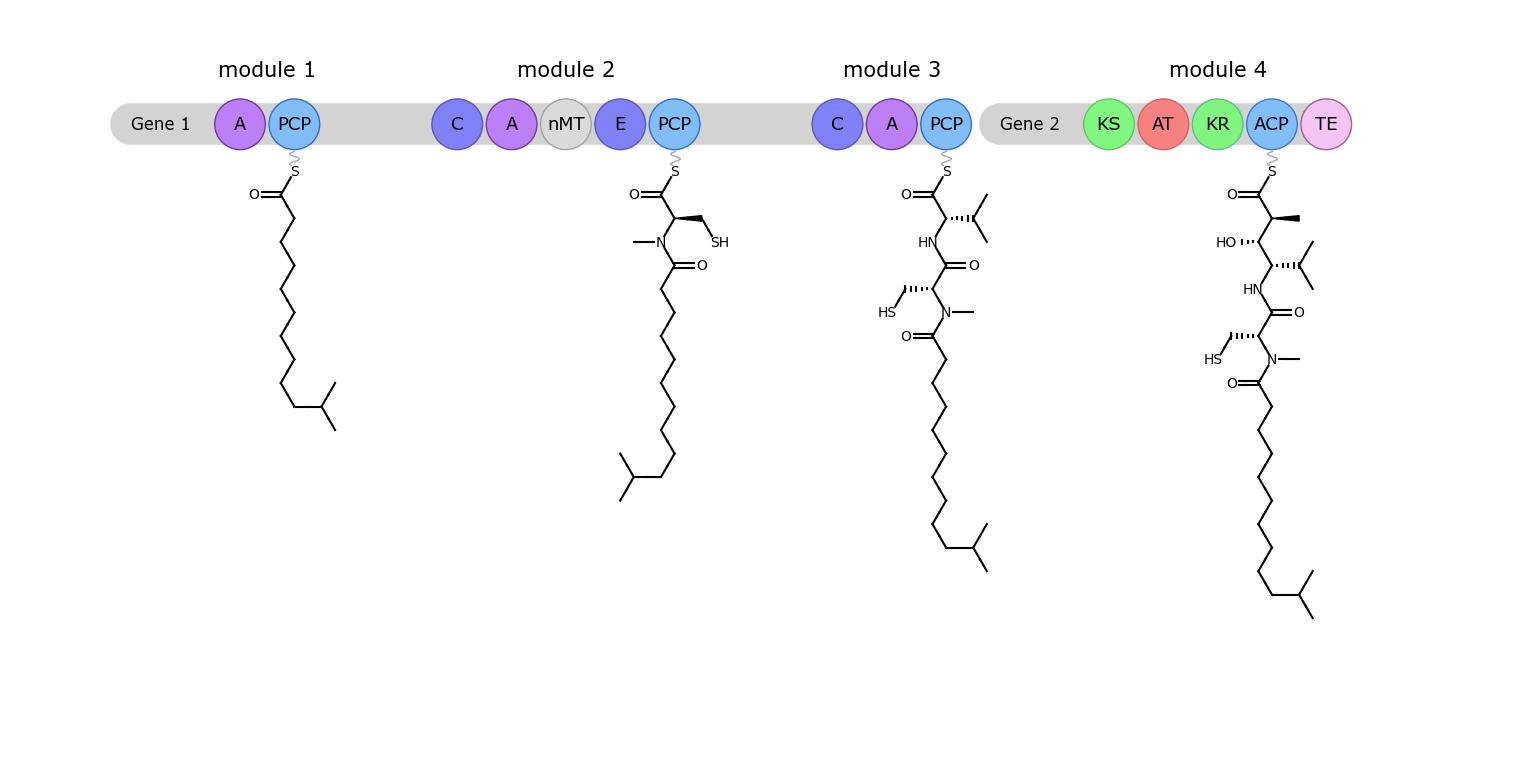 module 1 module 2 module 3 module 4
Gene 1 A PCP C A nMT E PCP C A PCP Gene 2 KS AT KR ACP TE
S S S S
O O O O
HO
SH
N HN
O O
HN
HS N O
O HS N
O